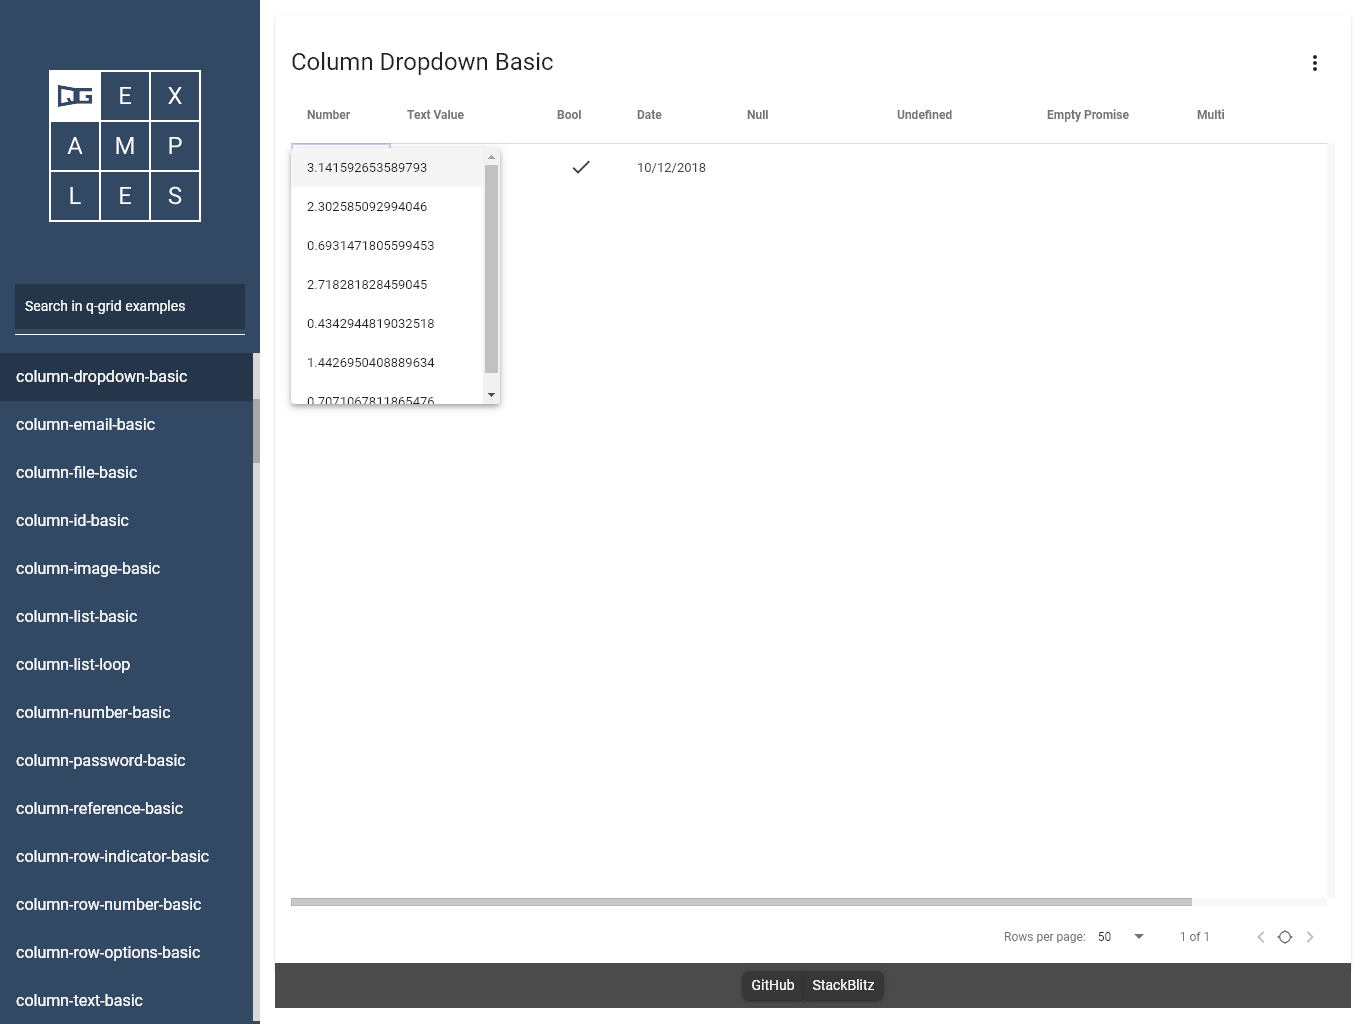 QG E X
A M P
L E S
Search in q-grid examples
column-dropdown-basic
column-email-basic
column-file-basic
column-id-basic
column-image-basic
column-list-basic
column-list-loop
column-number-basic
column-password-basic
column-reference-basic
column-row-indicator-basic
column-row-number-basic
column-row-options-basic
column-text-basic
Column Dropdown Basic
Number Text Value Bool Date Null Undefined Empty Promise Multi
3.141592653589793 10/12/2018
2.302585092994046
0.6931471805599453
2.718281828459045
0.4342944819032518
1.4426950408889634
0.7071067811865476
Rows per page: 50 1 of 1
GitHub StackBlitz